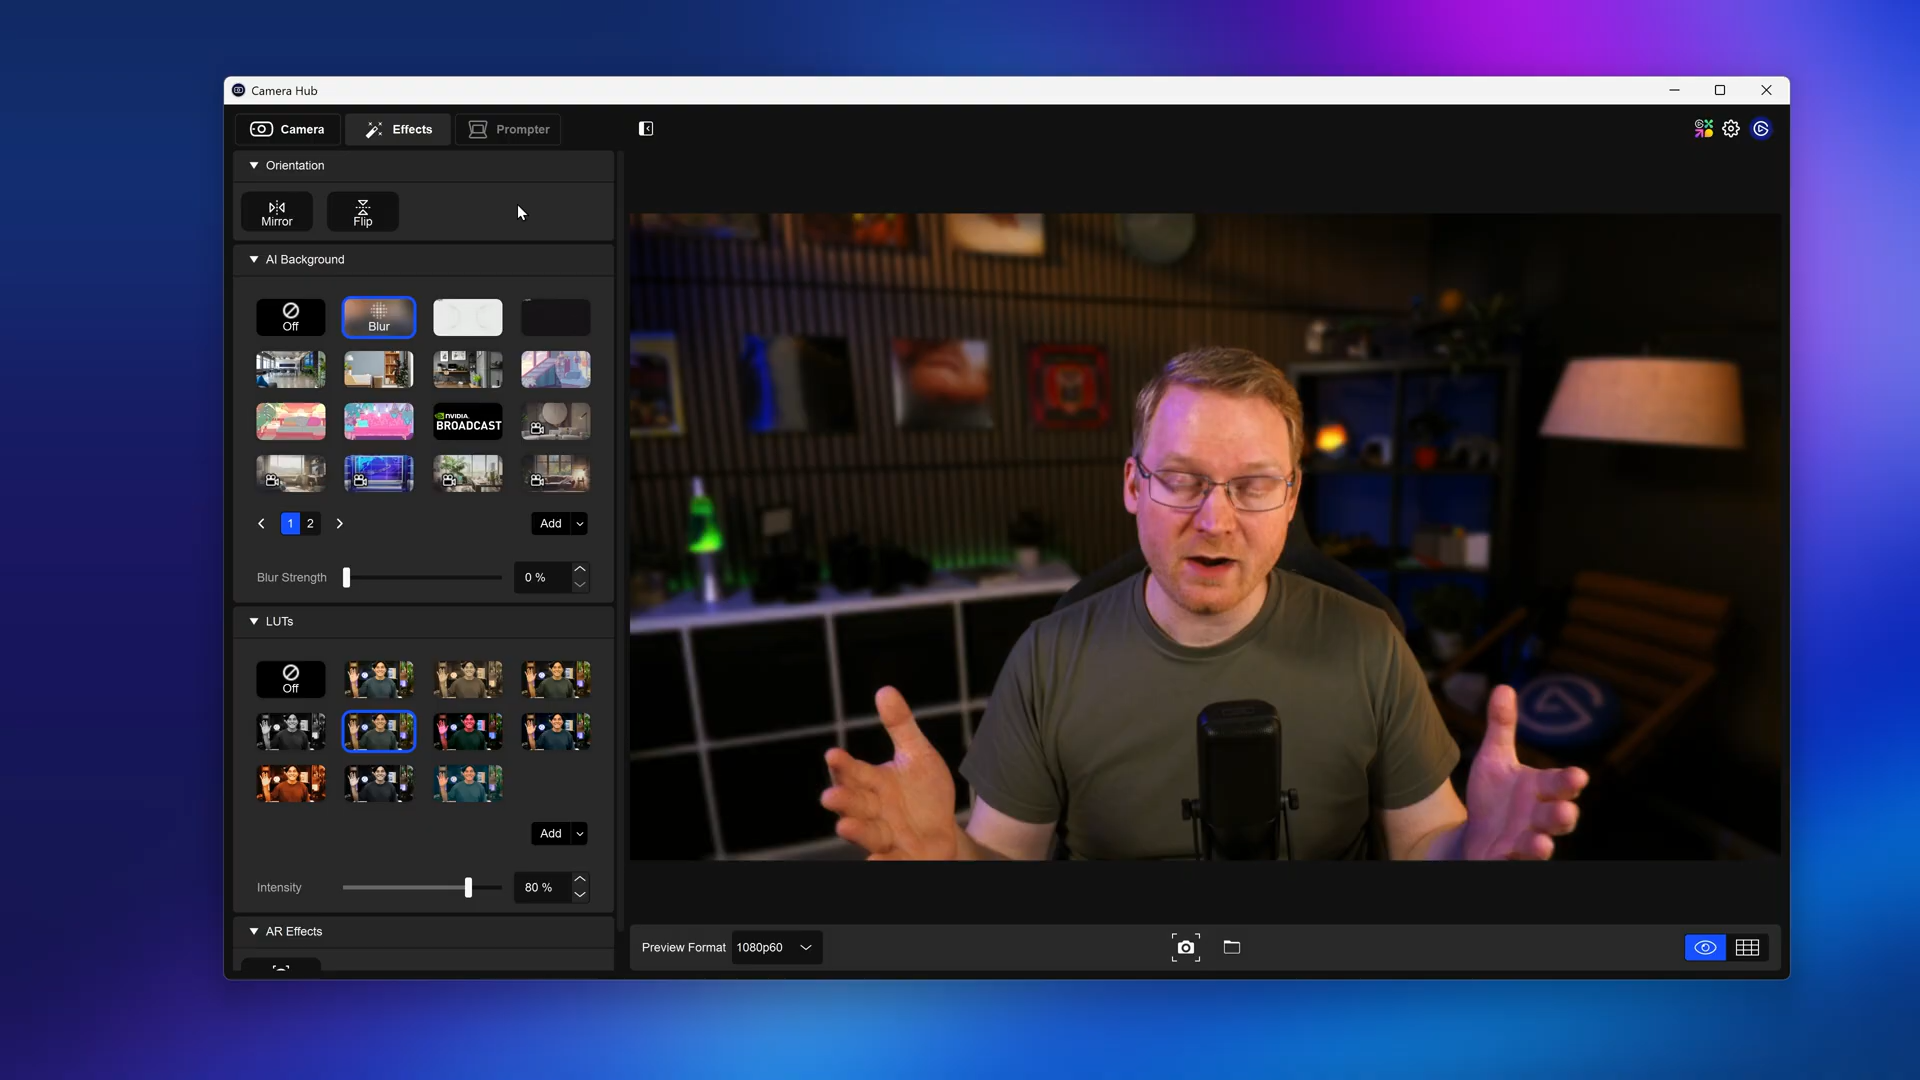 Camera Hub
Camera
Effects
Prompter
Orientation
Mirror
Flip
AI Background
Off
Blur
NVIDIA.
BROADCAST
1 2
Add
Blur Strength
0 %
LUTs
Off
Add
Intensity
80 %
AR Effects
Preview Format
1080p60